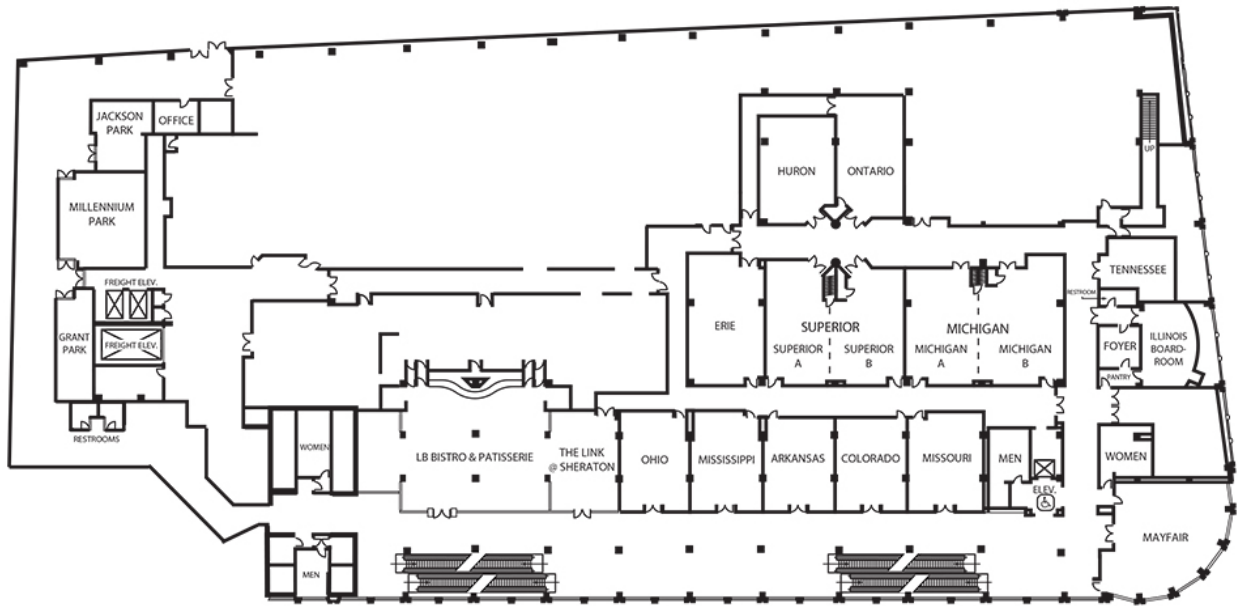 JACKSON
PARK
OFFICE
MILLENNIUM
PARK
FREIGHT ELEV.
FREIGHT ELEV.
GRANT
PARK
RESTROOMS
WOMEN
MEN
LB BISTRO & PATISSERIE
THE LINK
@ SHERATON
OHIO
MISSISSIPPI
ARKANSAS
COLORADO
MISSOURI
MEN
ELEV.
HURON
ONTARIO
ERIE
SUPERIOR
SUPERIOR
A
SUPERIOR
B
MICHIGAN
MICHIGAN
A
MICHIGAN
B
UP
TENNESSEE
RESTROOM
FOYER
ILLINOIS
BOARD-
ROOM
PANTRY
WOMEN
MAYFAIR